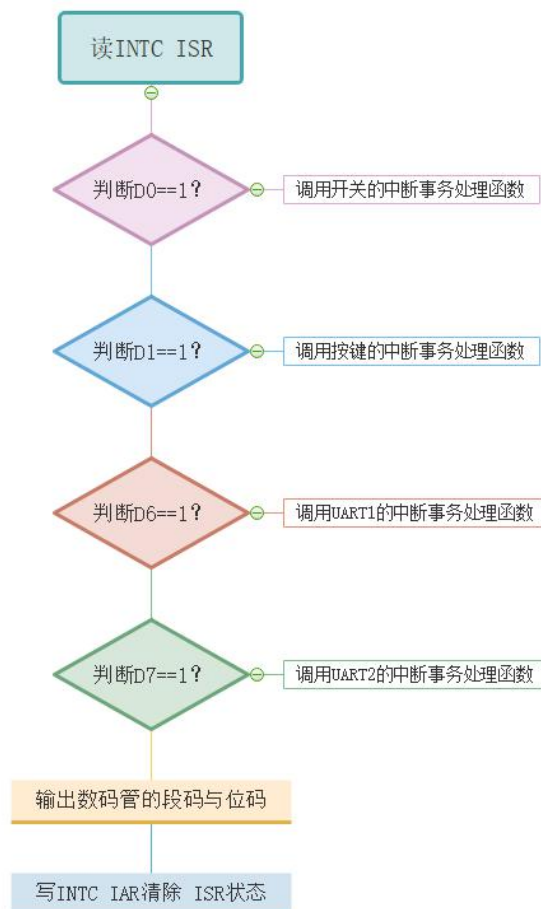 读INTC ISR
判断D0==1?
调用开关的中断事务处理函数
判断D1==1?
调用按键的中断事务处理函数
判断D6==1?
调用UART1的中断事务处理函数
判断D7==1?
调用UART2的中断事务处理函数
输出数码管的段码与位码
写INTC IAR清除 ISR状态